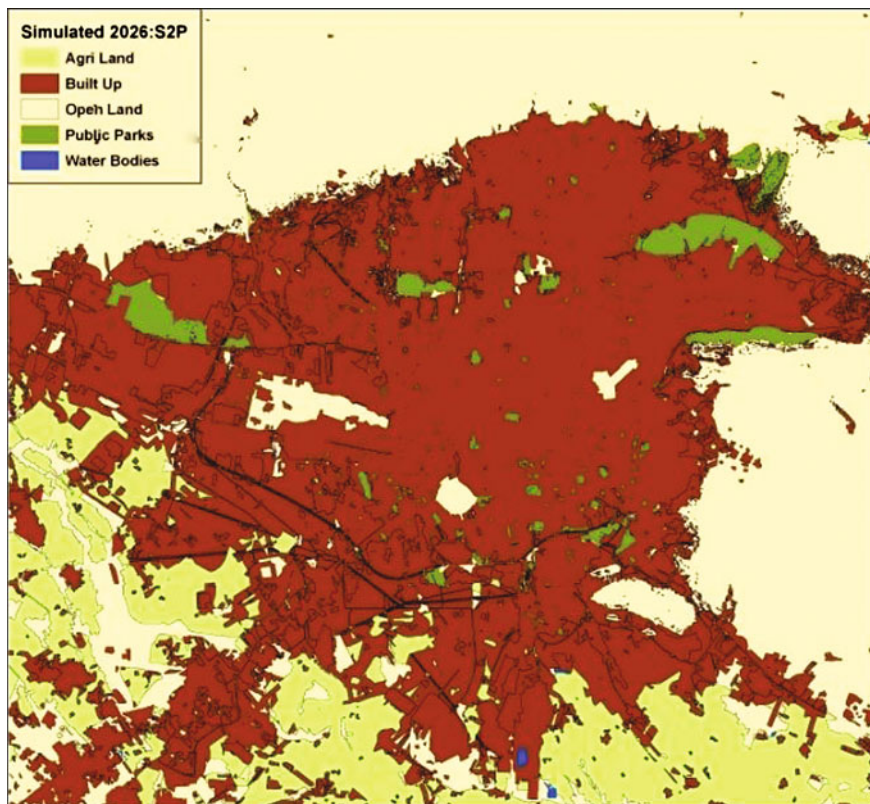 Simulated 2026:S2P
Agri Land
Built Up
Open Land
Public Parks
Water Bodies